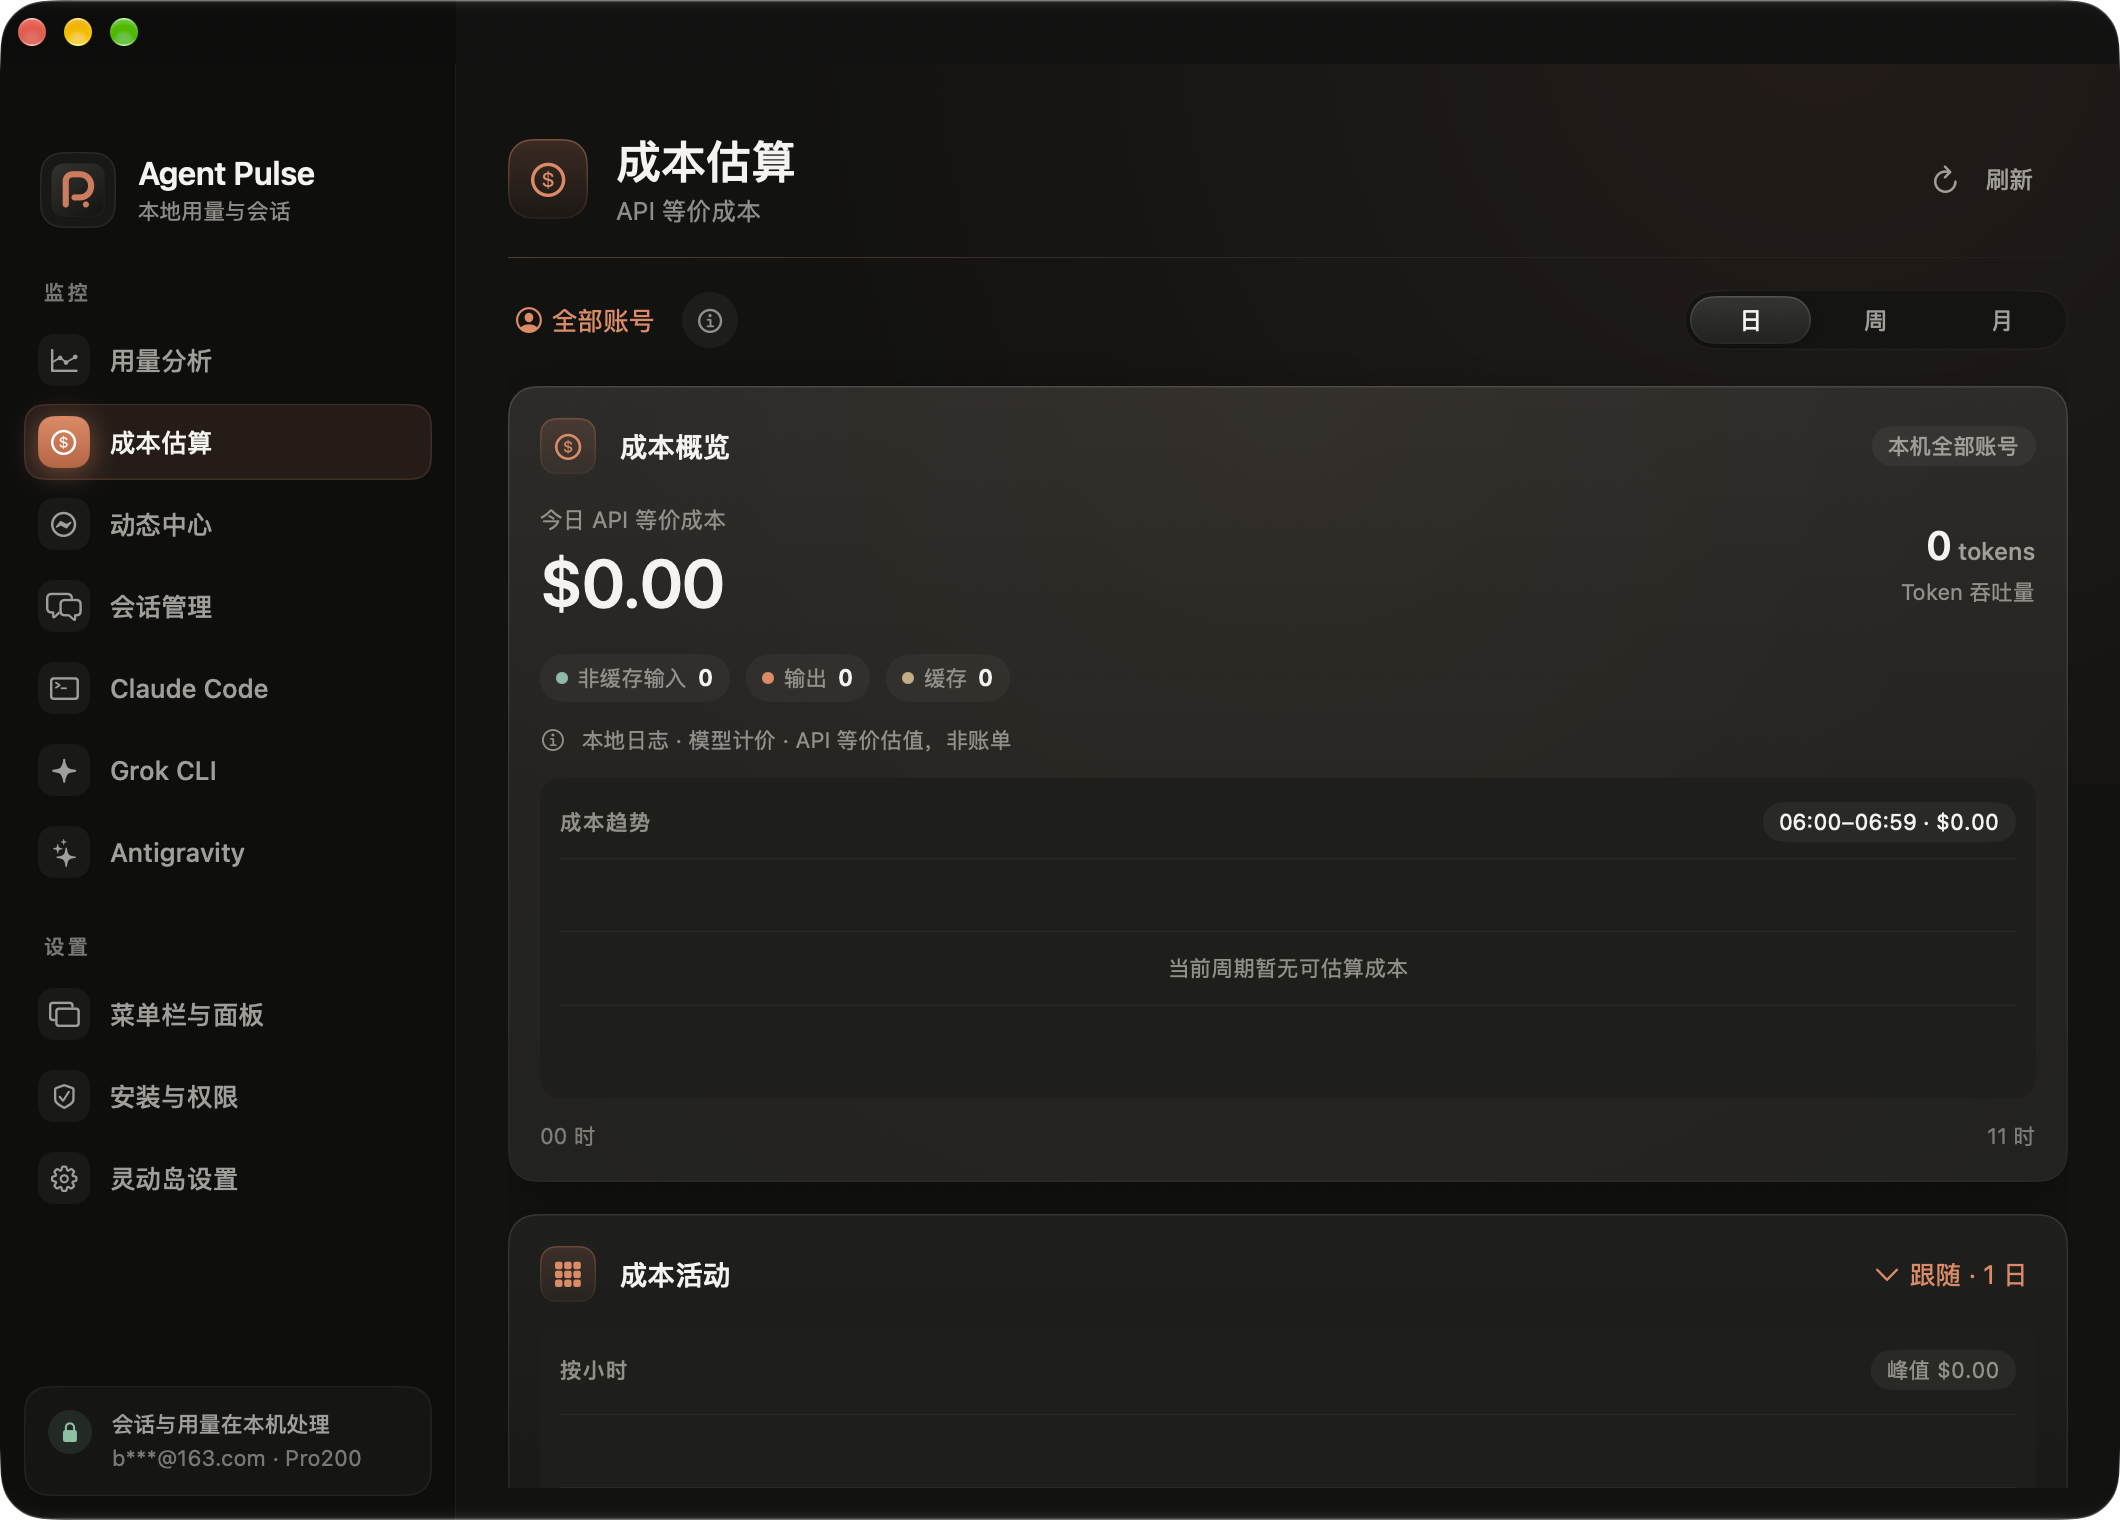 Agent Pulse
本地用量与会话
监控
用量分析
成本估算
动态中心
会话管理
Claude Code
Grok CLI
Antigravity
设置
菜单栏与面板
安装与权限
灵动岛设置
会话与用量在本机处理
b***@163.com · Pro200
成本估算
API 等价成本
刷新
全部账号
日 周 月
成本概览
本机全部账号
今日 API 等价成本
$0.00
0 tokens
Token 吞吐量
非缓存输入 0 输出 0 缓存 0
本地日志 · 模型计价 · API 等价估值，非账单
成本趋势
06:00–06:59 · $0.00
当前周期暂无可估算成本
00 时 11 时
成本活动
跟随 · 1 日
按小时
峰值 $0.00